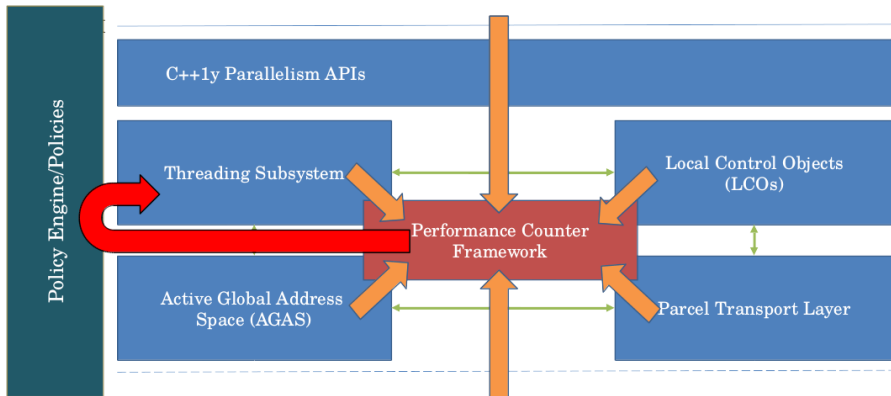 Policy Engine/Policies
C++1y Parallelism APIs
Threading Subsystem
Local Control Objects
(LCOs)
Performance Counter
Framework
Active Global Address
Space (AGAS)
Parcel Transport Layer